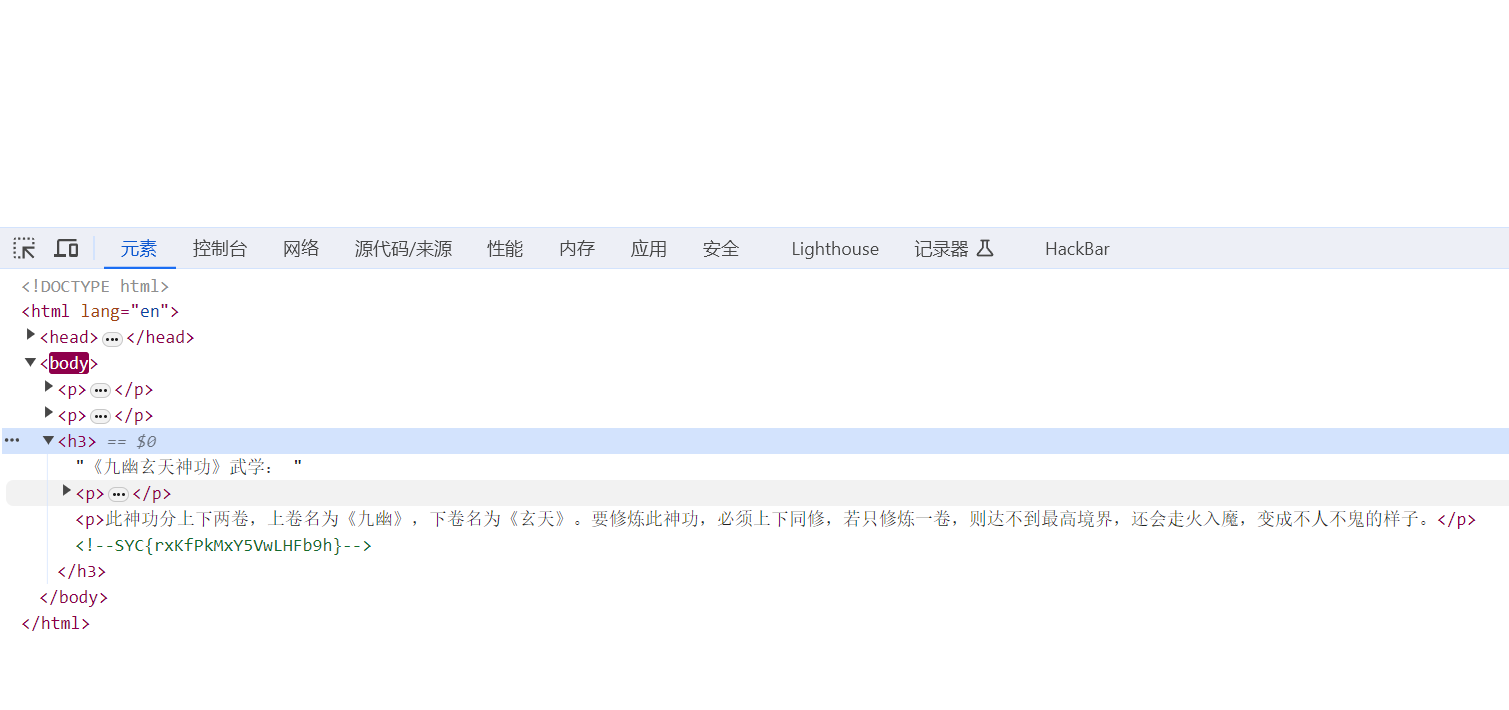 元素 控制台 网络 源代码/来源 性能 内存 应用 安全 Lighthouse 记录器 HackBar
<!DOCTYPE html>
<html lang="en">
<head>…</head>
<body>
<p>…</p>
<p>…</p>
<h3> == $0
"《九幽玄天神功》武学： "
<p>…</p>
<p>此神功分上下两卷，上卷名为《九幽》，下卷名为《玄天》。要修炼此神功，必须上下同修，若只修炼一卷，则达不到最高境界，还会走火入魔，变成不人不鬼的样子。</p>
<!--SYC{rxKfPkMxY5VwLHFb9h}-->
</h3>
</body>
</html>